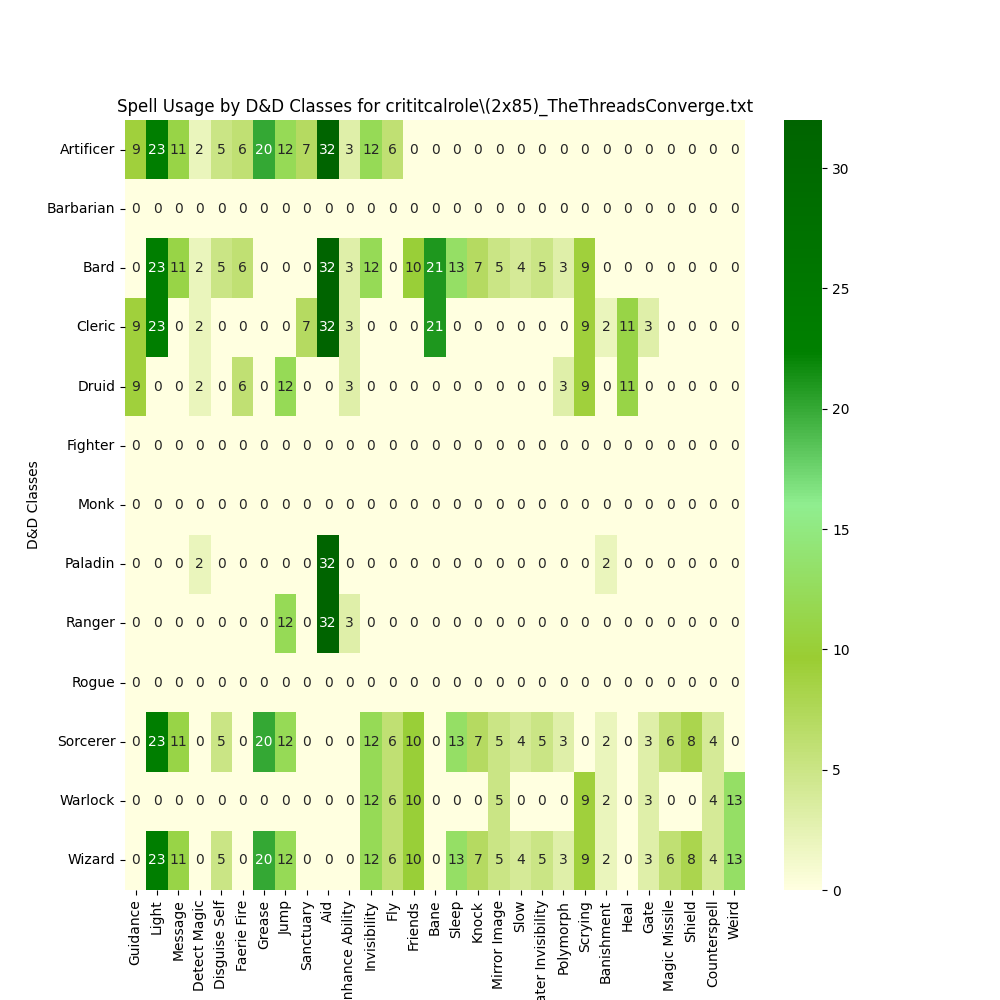 Spell Usage by D&D Classes for crititcalrole\(2x85)_TheThreadsConverge.txt
D&D Classes
Artificer 9 23 11 2 5 6 20 12 7 32 3 12 6 0 0 0 0 0 0 0 0 0 0 0 0 0 0 0 0
Barbarian 0 0 0 0 0 0 0 0 0 0 0 0 0 0 0 0 0 0 0 0 0 0 0 0 0 0 0 0 0
Bard 0 23 11 2 5 6 0 0 0 32 3 12 0 10 21 13 7 5 4 5 3 9 0 0 0 0 0 0 0
Cleric 9 23 0 2 0 0 0 0 7 32 3 0 0 0 21 0 0 0 0 0 0 9 2 11 3 0 0 0 0
Druid 9 0 0 2 0 6 0 12 0 0 3 0 0 0 0 0 0 0 0 0 3 9 0 11 0 0 0 0 0
Fighter 0 0 0 0 0 0 0 0 0 0 0 0 0 0 0 0 0 0 0 0 0 0 0 0 0 0 0 0 0
Monk 0 0 0 0 0 0 0 0 0 0 0 0 0 0 0 0 0 0 0 0 0 0 0 0 0 0 0 0 0
Paladin 0 0 0 2 0 0 0 0 0 32 0 0 0 0 0 0 0 0 0 0 0 0 2 0 0 0 0 0 0
Ranger 0 0 0 0 0 0 0 12 0 32 3 0 0 0 0 0 0 0 0 0 0 0 0 0 0 0 0 0 0
Rogue 0 0 0 0 0 0 0 0 0 0 0 0 0 0 0 0 0 0 0 0 0 0 0 0 0 0 0 0 0
Sorcerer 0 23 11 0 5 0 20 12 0 0 0 12 6 10 0 13 7 5 4 5 3 0 2 0 3 6 8 4 0
Warlock 0 0 0 0 0 0 0 0 0 0 0 12 6 10 0 0 0 5 0 0 0 9 2 0 3 0 0 4 13
Wizard 0 23 11 0 5 0 20 12 0 0 0 12 6 10 0 13 7 5 4 5 3 9 2 0 3 6 8 4 13
Guidance
Light
Message
Detect Magic
Disguise Self
Faerie Fire
Grease
Jump
Sanctuary
Aid
nhance Ability
Invisibility
Fly
Friends
Bane
Sleep
Knock
Mirror Image
Slow
ater Invisibility
Polymorph
Scrying
Banishment
Heal
Gate
Magic Missile
Shield
Counterspell
Weird
30
25
20
15
10
5
0